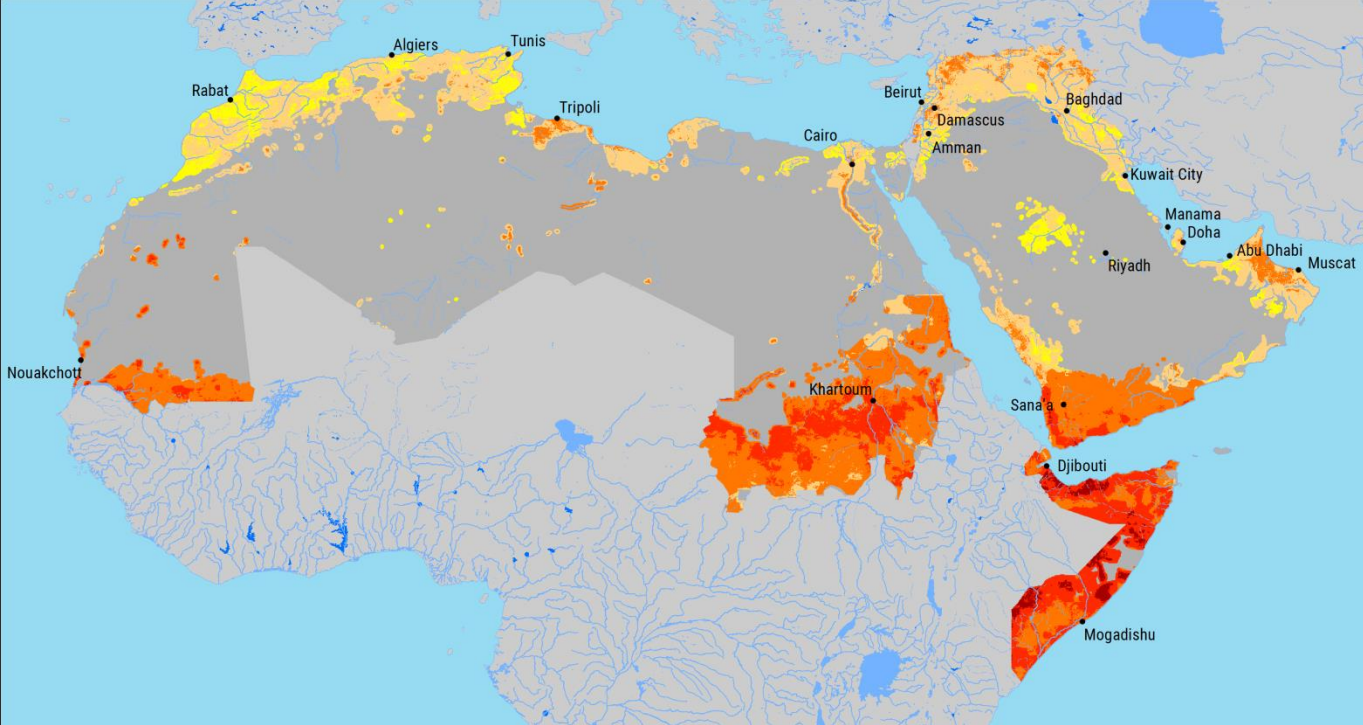 Tunis
Algiers
Rabat
Beirut
Baghdad
Tripoli
Damascus
Cairo
Amman
Kuwait City
Manama
Doha
Abu Dhabi
Riyadh
Muscat
Nouakchott
Khartoum
Sana'a
Djibouti
Mogadishu